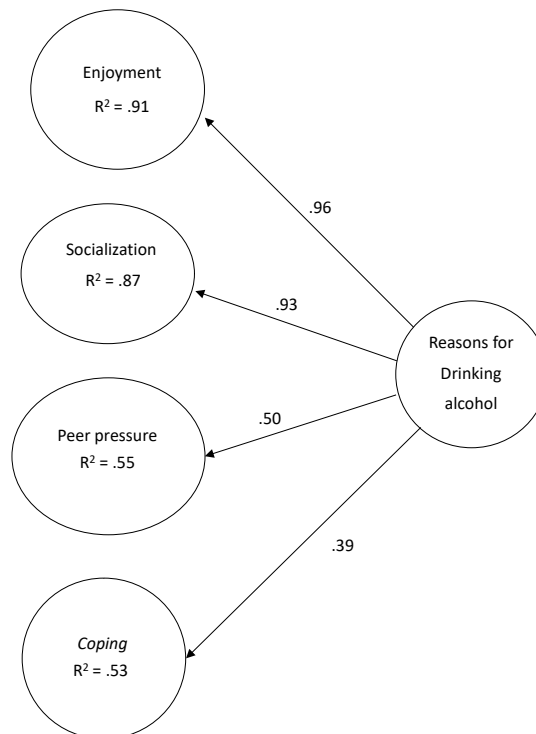 Enjoyment
R² = .91
.96
Socialization
R² = .87
.93
Reasons for
Drinking
alcohol
.50
Peer pressure
R² = .55
.39
Coping
R² = .53